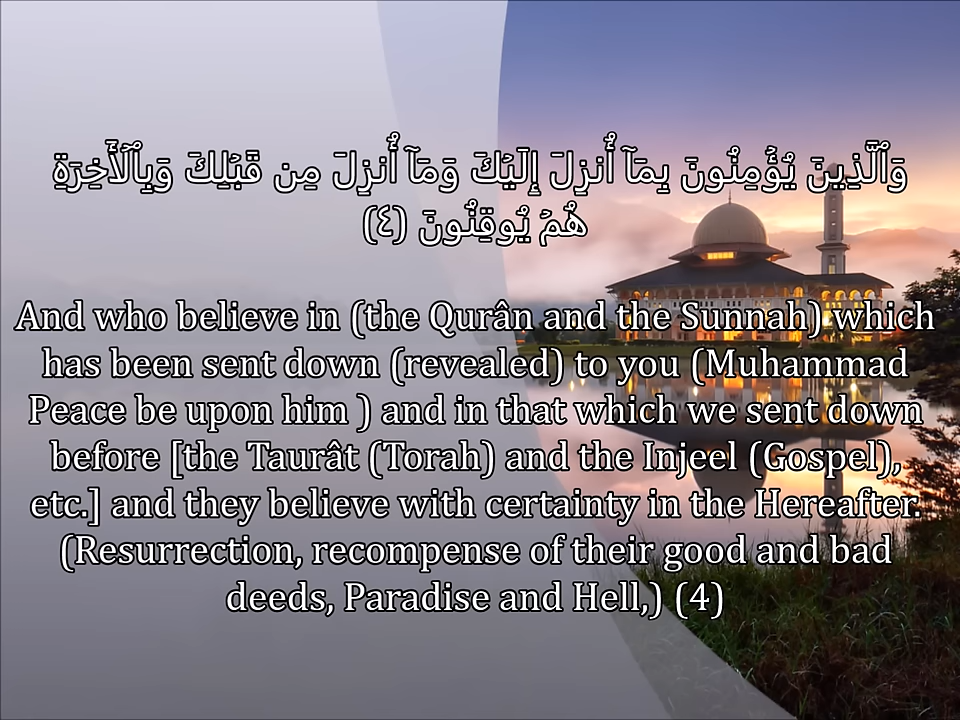 وَٱلَّذِينَ يُؤۡمِنُونَ بِمَآ أُنزِلَ إِلَيۡكَ وَمَآ أُنزِلَ مِن قَبۡلِكَ وَبِٱلۡأٓخِرَةِ
هُمۡ يُوقِنُونَ (٤)
And who believe in (the Qurân and the Sunnah) which
has been sent down (revealed) to you (Muhammad
Peace be upon him ) and in that which we sent down
before [the Taurât (Torah) and the Injeel (Gospel),
etc.] and they believe with certainty in the Hereafter.
(Resurrection, recompense of their good and bad
deeds, Paradise and Hell,) (4)